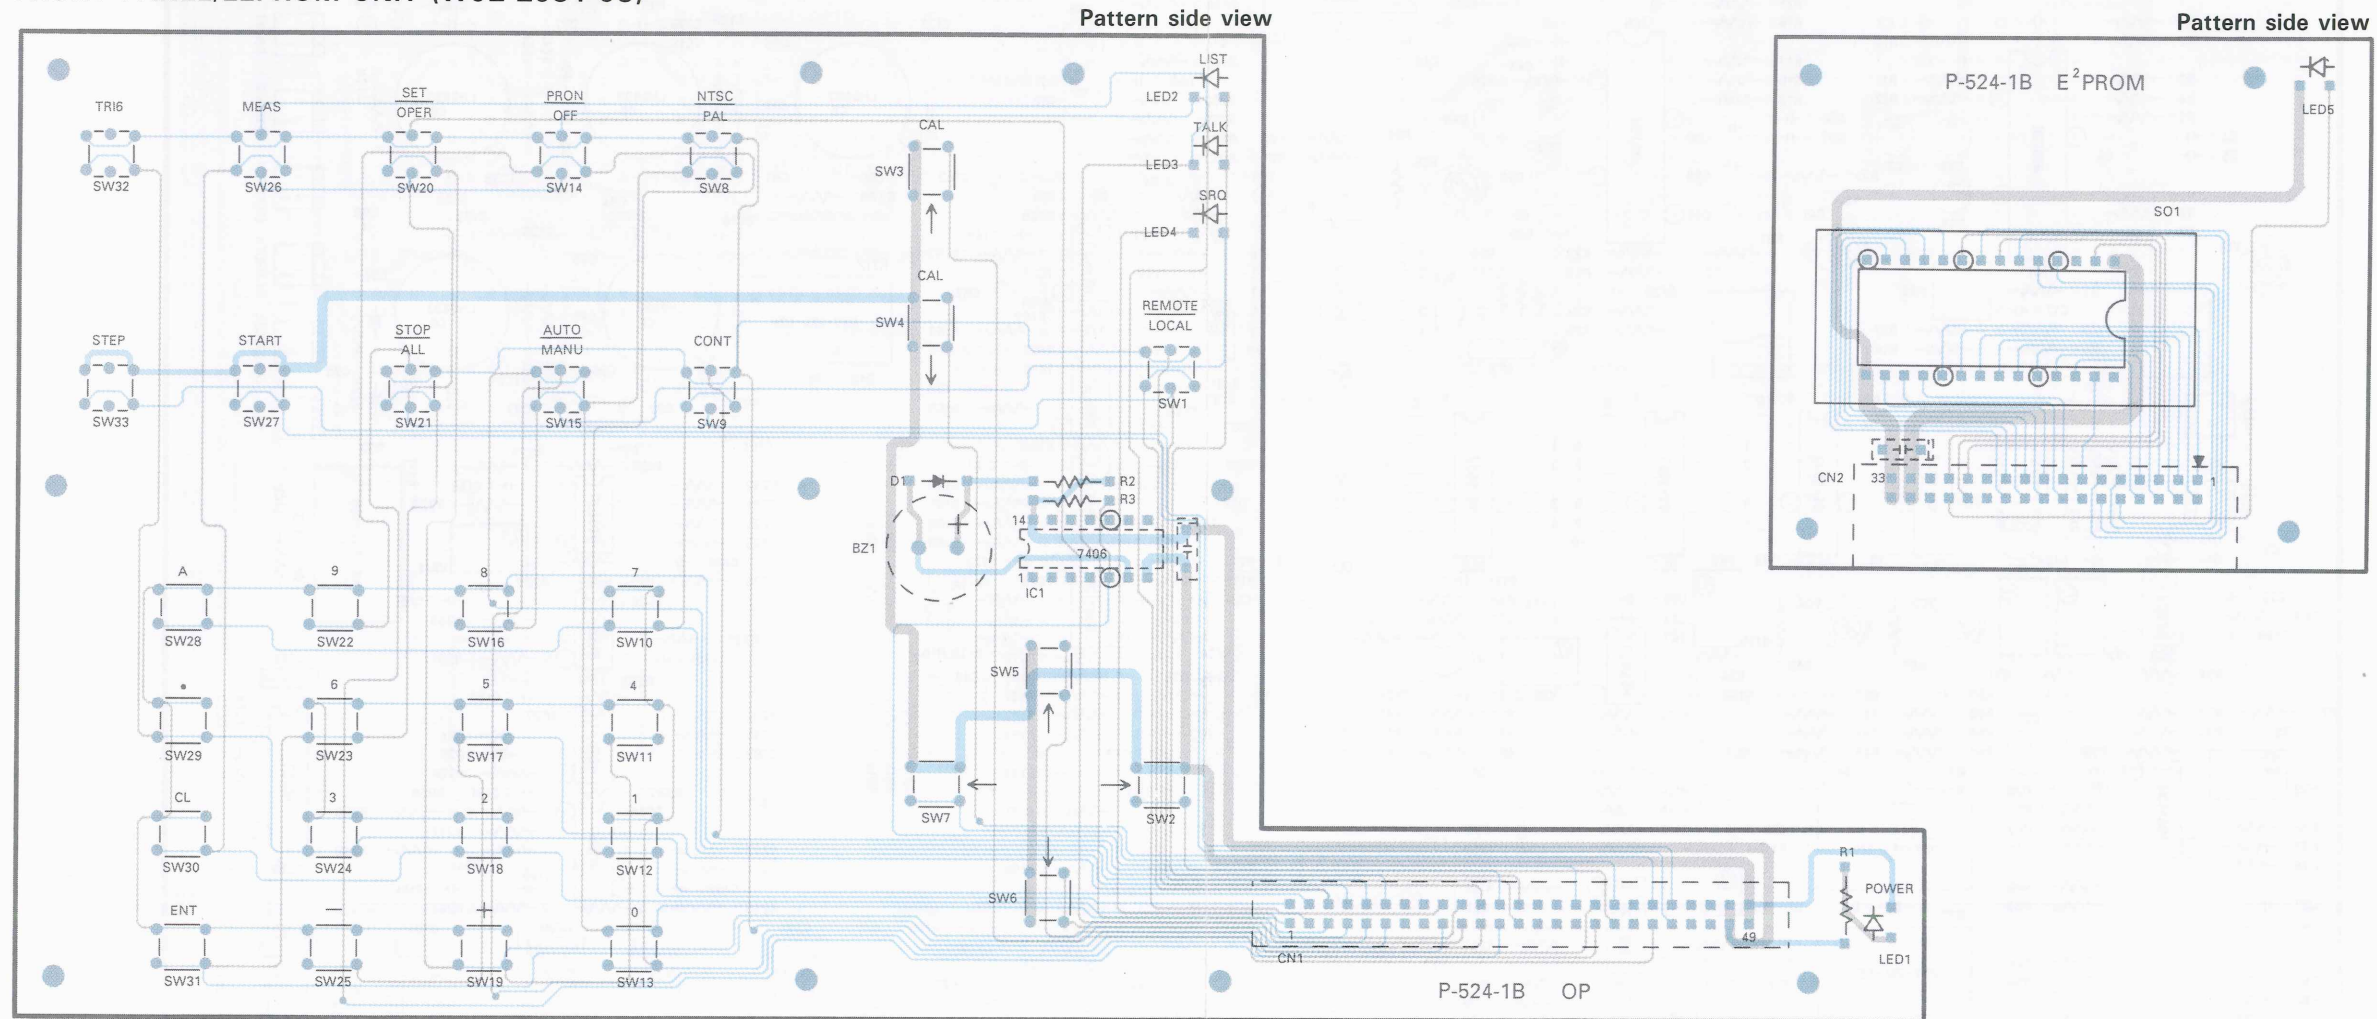 Pattern side view
Pattern side view
LIST
LED2
TALK
LED3
SRQ
LED4
TRI6
SW32
MEAS
SW26
SET
OPER
SW20
PRON
OFF
SW14
NTSC
PAL
SW8
CAL
SW3
CAL
SW4
REMOTE
LOCAL
SW1
STEP
SW33
START
SW27
STOP
ALL
SW21
AUTO
MANU
SW15
CONT
SW9
D1
R2
R3
14
7406
1
IC1
BZ1
+
A
SW28
9
SW22
8
SW16
7
SW10
•
SW29
6
SW23
5
SW17
4
SW11
SW5
CL
SW30
3
SW24
2
SW18
1
SW12
SW7
SW2
SW6
ENT
SW31
−
SW25
+
SW19
0
SW13
1
CN1
49
R1
POWER
LED1
P-524-1B OP
P-524-1B E²PROM
LED5
SO1
CN2
33
1